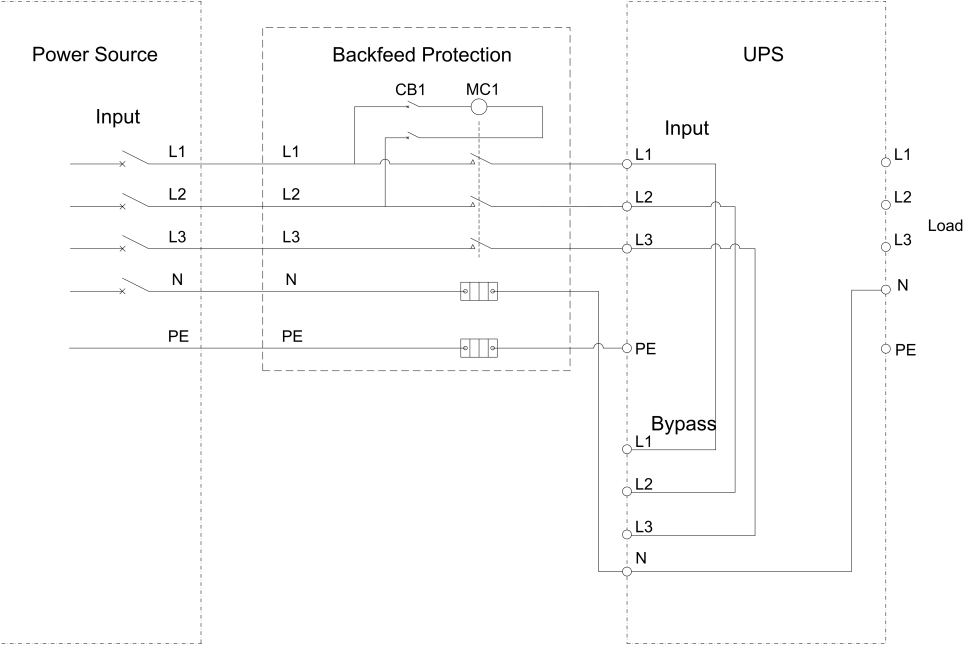 Power Source
Backfeed Protection
UPS
CB1 MC1
Input
Input
L1
L1
L1
L1
L2
L2
L2
L2
L3
L3
L3
L3
Load
N
N
N
PE
PE
PE
PE
Bypass
L1
L2
L3
N